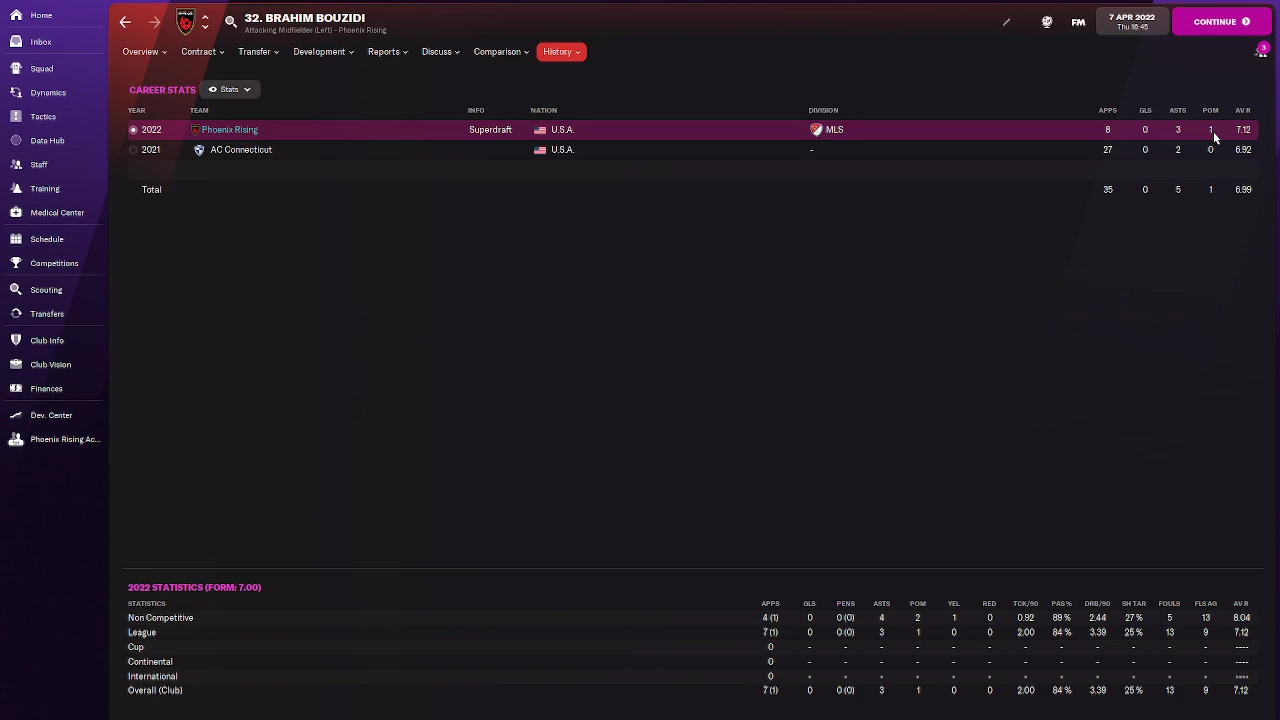 Home
32. BRAHIM BOUZIDI
Attacking Midfielder (Left) - Phoenix Rising
FM
7 APR 2022
Thu 16:45
CONTINUE
3
Inbox
Squad
Dynamics
Tactics
Data Hub
Staff
Training
Medical Center
Schedule
Competitions
Scouting
Transfers
Club Info
Club Vision
Finances
Dev. Center
Phoenix Rising Ac...
Overview Contract Transfer Development Reports Discuss Comparison History
CAREER STATS Stats
YEAR TEAM INFO NATION DIVISION APPS GLS ASTS POM AV R
2022 Phoenix Rising Superdraft U.S.A. MLS 8 0 3 1 7.12
2021 AC Connecticut U.S.A. - 27 0 2 0 6.92
Total 35 0 5 1 6.99
2022 STATISTICS (FORM: 7.00)
STATISTICS APPS GLS PENS ASTS POM YEL RED TCK/90 PAS % DRB/90 SH TAR FOULS FLS AG AV R
Non Competitive 4 (1) 0 0 (0) 4 2 1 0 0.92 89 % 2.44 27 % 5 13 8.04
League 7 (1) 0 0 (0) 3 1 0 0 2.00 84 % 3.39 25 % 13 9 7.12
Cup 0 - - - - - - - - - - - - ----
Continental 0 - - - - - - - - - - - - ----
International 0 - - - - - - - - - - - - ----
Overall (Club) 7 (1) 0 0 (0) 3 1 0 0 2.00 84 % 3.39 25 % 13 9 7.12